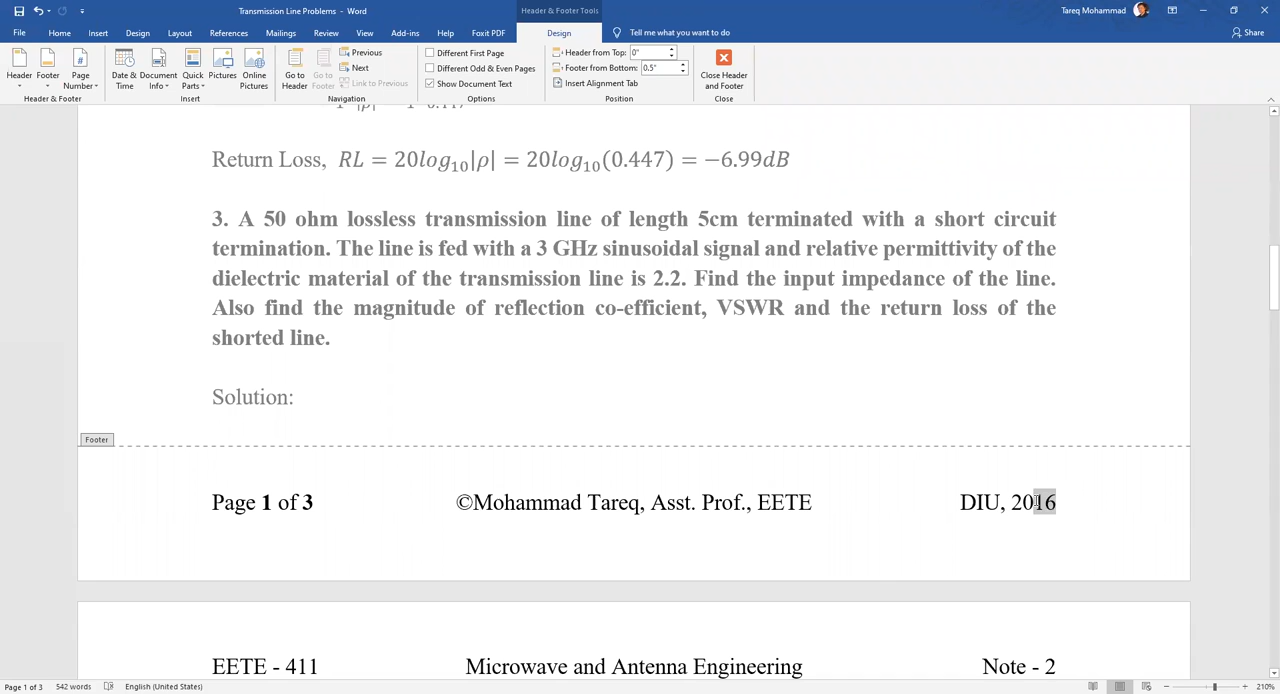 Transmission Line Problems - Word
Header & Footer Tools
Tareq Mohammad
File Home Insert Design Layout References Mailings Review View Add-ins Help Foxit PDF Design Tell me what you want to do Share
Header Footer Page Number
Header & Footer
Date & Time Document Info Quick Parts Pictures Online Pictures
Insert
Go to Header Go to Footer
Previous
Next
Link to Previous
Navigation
Different First Page
Different Odd & Even Pages
Show Document Text
Options
Header from Top: 0"
Footer from Bottom: 0.5"
Insert Alignment Tab
Position
Close Header and Footer
Close
Return Loss, RL = 20log₁₀|ρ| = 20log₁₀(0.447) = −6.99dB
3. A 50 ohm lossless transmission line of length 5cm terminated with a short circuit
termination. The line is fed with a 3 GHz sinusoidal signal and relative permittivity of the
dielectric material of the transmission line is 2.2. Find the input impedance of the line.
Also find the magnitude of reflection co-efficient, VSWR and the return loss of the
shorted line.
Solution:
Footer
Page 1 of 3 ©Mohammad Tareq, Asst. Prof., EETE DIU, 2016
EETE - 411 Microwave and Antenna Engineering Note - 2
Page 1 of 3 542 words English (United States) 210%